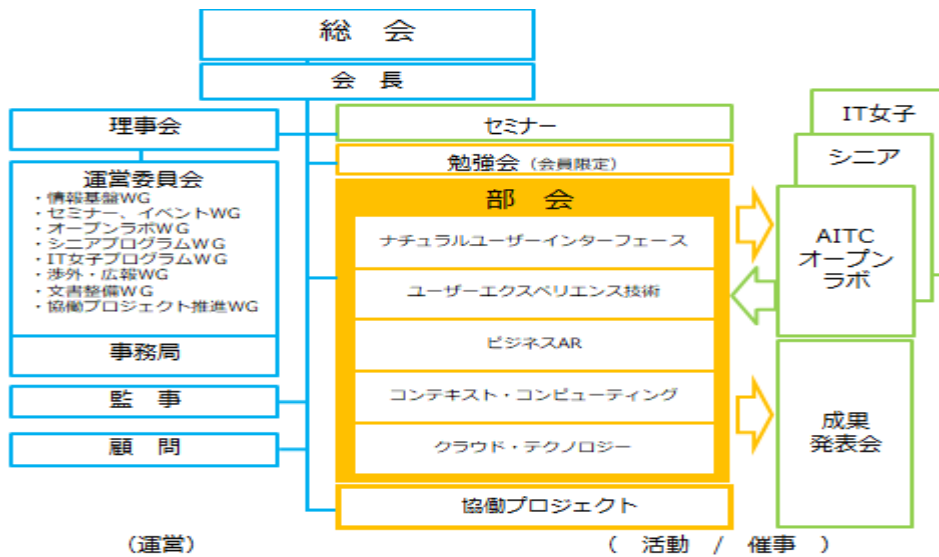 総 会
会 長
理事会
運営委員会
・情報基盤WG
・セミナー、イベントWG
・オープンラボWG
・シニアプログラムWG
・IT女子プログラムWG
・渉外・広報WG
・文書整備WG
・協働プロジェクト推進WG
事務局
監 事
顧 問
セミナー
勉強会（会員限定）
部 会
ナチュラルユーザーインターフェース
ユーザーエクスペリエンス技術
ビジネスAR
コンテキスト・コンピューティング
クラウド・テクノロジー
協働プロジェクト
IT女子
シニア
AITC
オープン
ラボ
成果
発表会
（運営）
（ 活動 / 催事 ）